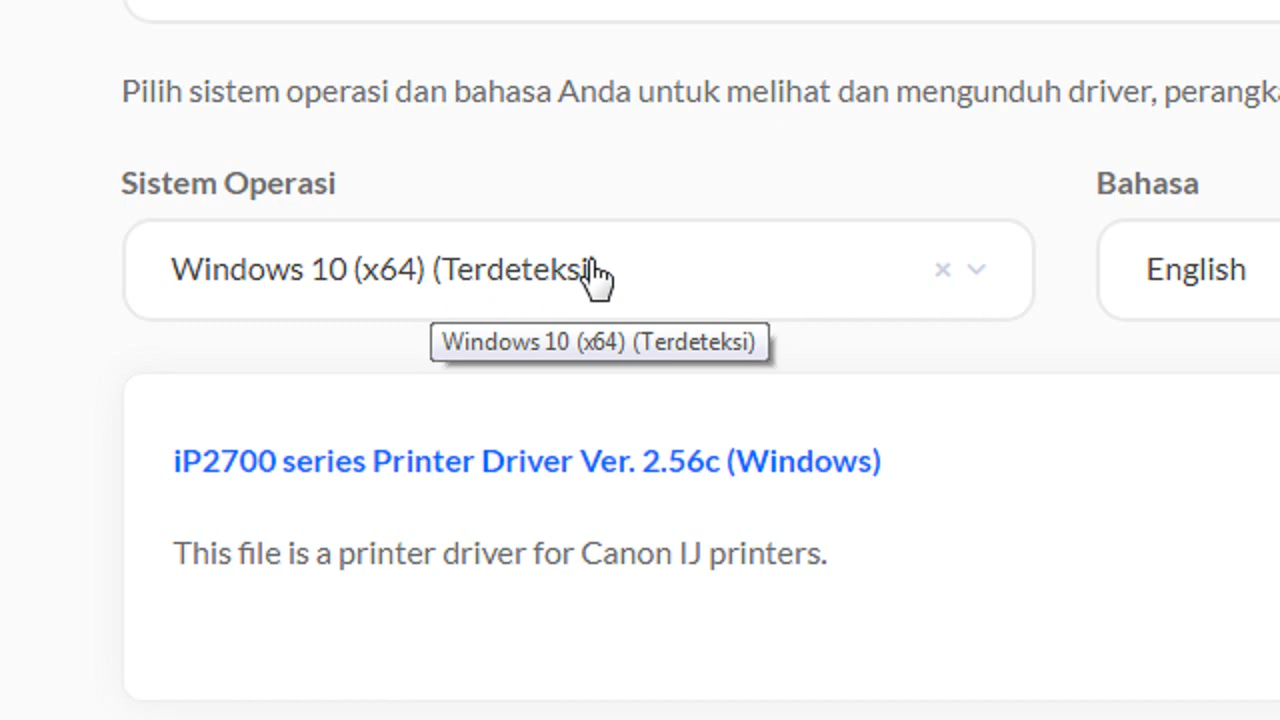 Pilih sistem operasi dan bahasa Anda untuk melihat dan mengunduh driver,
Sistem Operasi
Bahasa
Windows 10 (x64) (Terdeteksi)
English
Windows 10 (x64) (Terdeteksi)
iP2700 series Printer Driver Ver. 2.56c (Windows)
This file is a printer driver for Canon IJ printers.